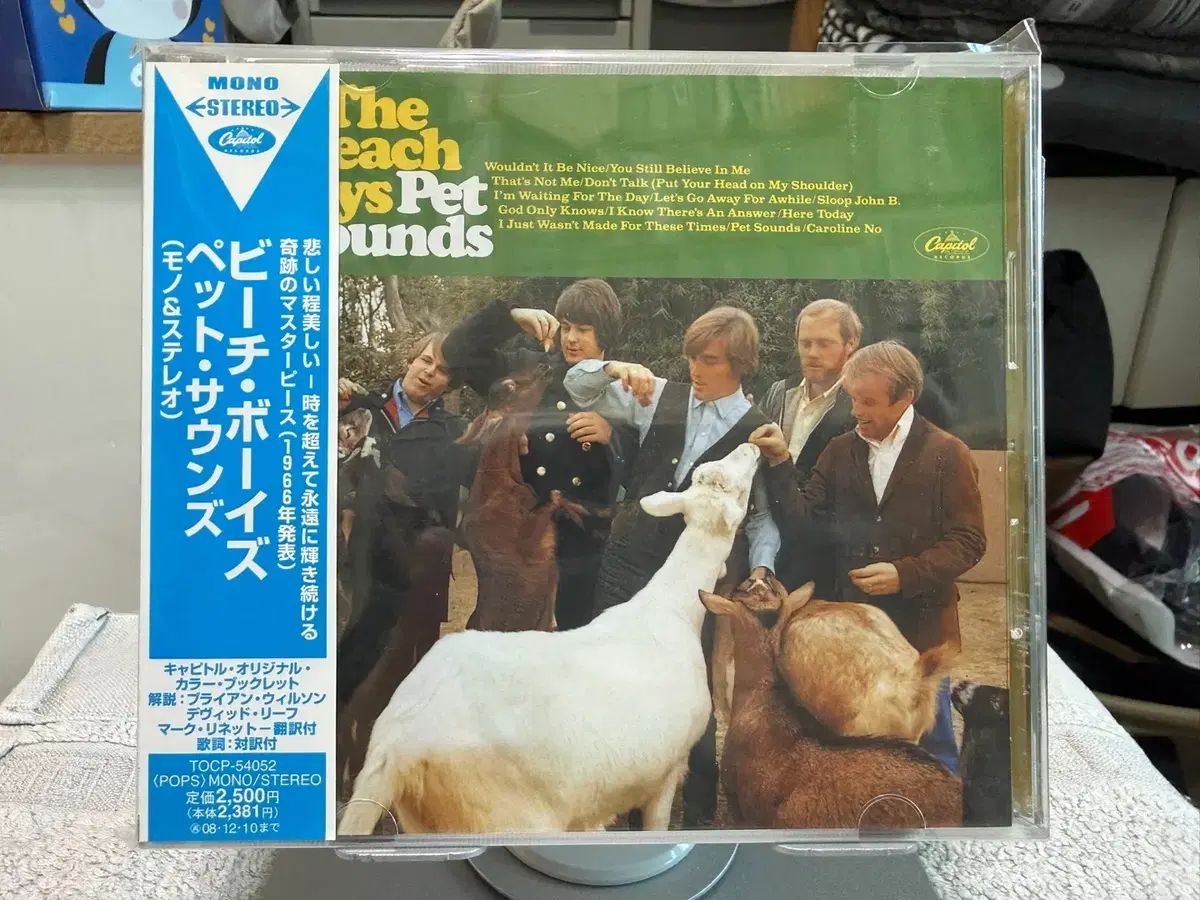 MONO
STEREO
Capitol
RECORDS
悲しい程美しい－時を超えて永遠に輝き続ける
奇跡のマスターピース（1966年発表）
ビーチ・ボーイズ
ペット・サウンズ
（モノ&ステレオ）
キャピトル・オリジナル・
カラー・ブックレット
解説：ブライアン・ウィルソン
デヴィッド・リーフ
マーク・リネット－翻訳付
歌詞：対訳付
TOCP-54052
〈POPS〉MONO/STEREO
定価2,500円
（本体2,381円）
Ⓐ08・12・10まで
The
each
ys Pet
ounds
Wouldn't It Be Nice/You Still Believe In Me
That's Not Me/Don't Talk (Put Your Head on My Shoulder)
I'm Waiting For The Day/Let's Go Away For Awhile/Sloop John B.
God Only Knows/I Know There's An Answer/Here Today
I Just Wasn't Made For These Times/Pet Sounds/Caroline No
Capitol
RECORDS